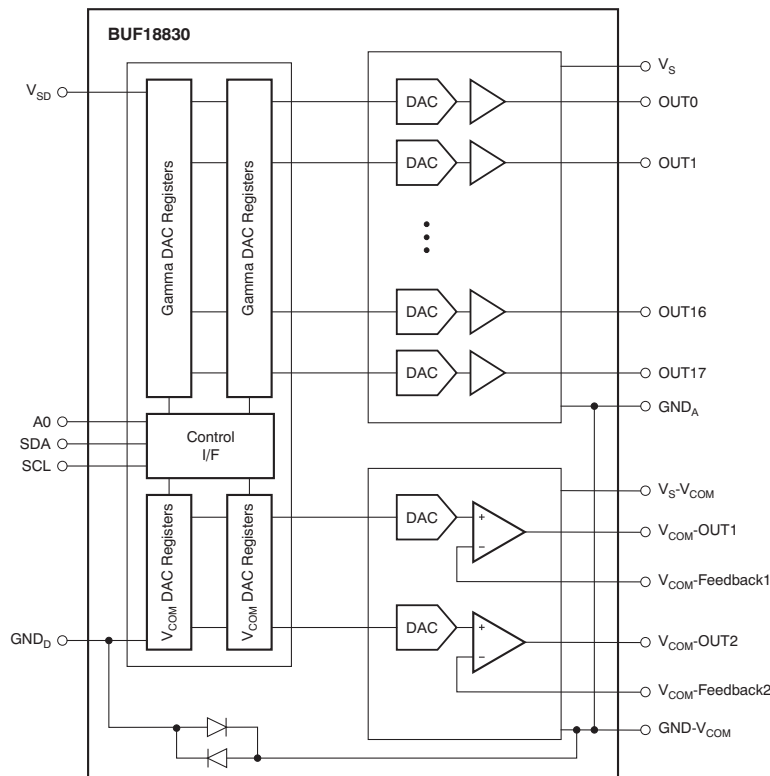 BUF18830
V_SD
V_S
DAC
OUT0
Gamma DAC Registers
Gamma DAC Registers
DAC
OUT1
DAC
OUT16
DAC
OUT17
GND_A
A0
SDA
SCL
Control
I/F
V_S-V_COM
DAC
+
−
V_COM-OUT1
V_COM DAC Registers
V_COM DAC Registers
V_COM-Feedback1
GND_D
DAC
+
−
V_COM-OUT2
V_COM-Feedback2
GND-V_COM